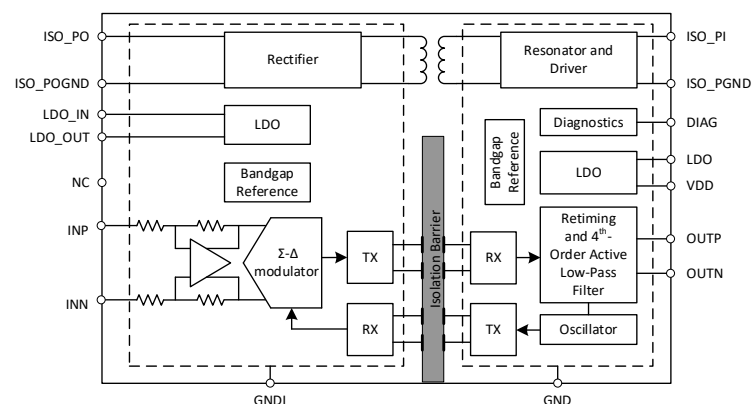 ISO_PO
ISO_POGND
LDO_IN
LDO_OUT
NC
INP
INN
Rectifier
LDO
Bandgap
Reference
Σ-Δ
modulator
TX
RX
Isolation Barrier
Resonator and
Driver
Diagnostics
Bandgap
Reference
LDO
RX
TX
Retiming
and 4th-
Order Active
Low-Pass
Filter
Oscillator
ISO_PI
ISO_PGND
DIAG
LDO
VDD
OUTP
OUTN
GNDI
GND